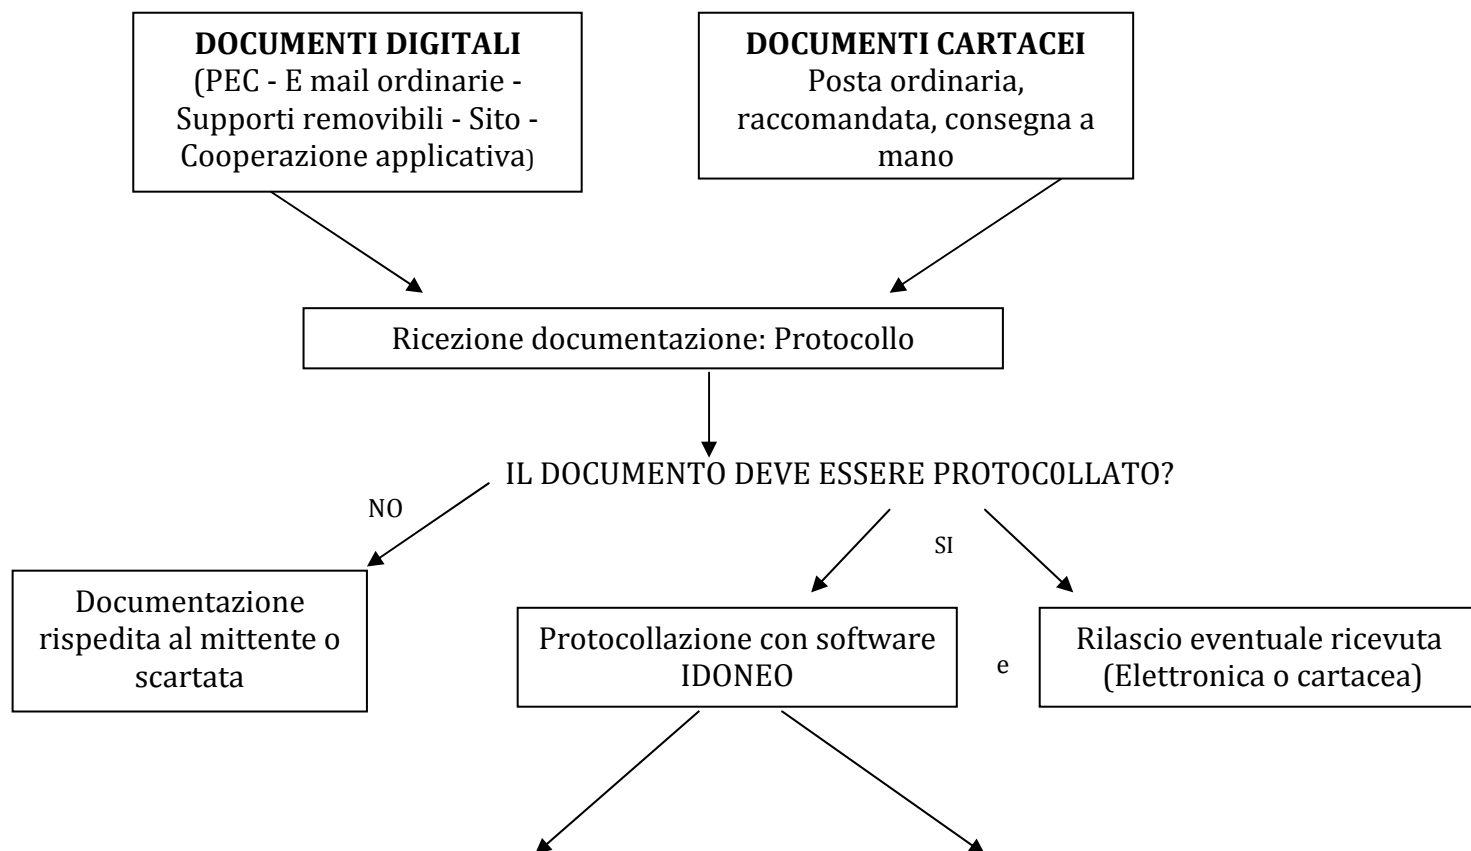 DOCUMENTI DIGITALI
(PEC - E mail ordinarie -
Supporti removibili - Sito -
Cooperazione applicativa)
DOCUMENTI CARTACEI
Posta ordinaria,
raccomandata, consegna a
mano
Ricezione documentazione: Protocollo
IL DOCUMENTO DEVE ESSERE PROTOC0LLATO?
NO
SI
Documentazione
rispedita al mittente o
scartata
Protocollazione con software
IDONEO
e
Rilascio eventuale ricevuta
(Elettronica o cartacea)